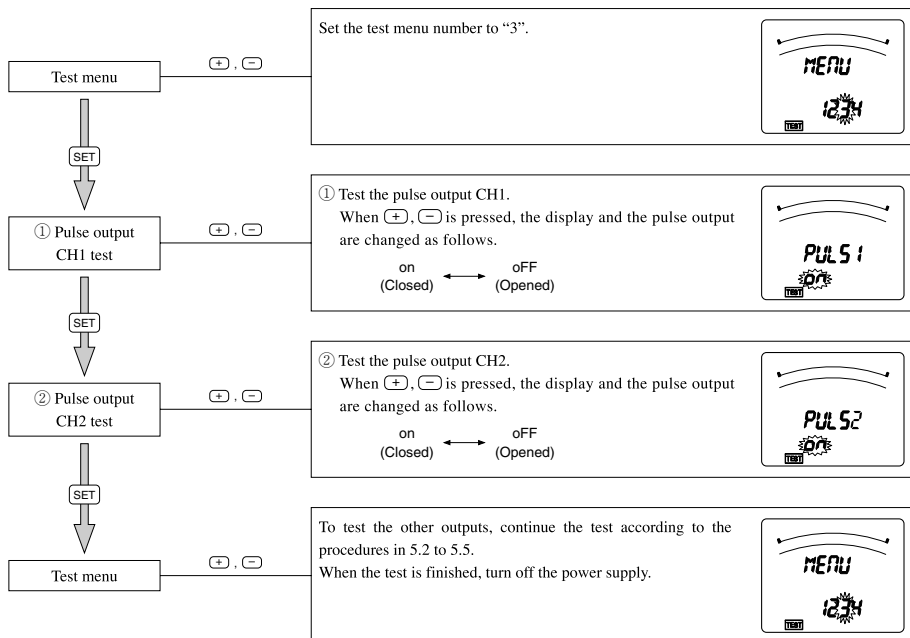 Set the test menu number to “3”.
Test menu
+ , −
MENU
1234
TEST
SET
① Pulse output
CH1 test
+ , −
① Test the pulse output CH1.
When + , − is pressed, the display and the pulse output
are changed as follows.
on
(Closed)
oFF
(Opened)
PULS1
on
TEST
SET
② Pulse output
CH2 test
+ , −
② Test the pulse output CH2.
When + , − is pressed, the display and the pulse output
are changed as follows.
on
(Closed)
oFF
(Opened)
PULS2
on
TEST
SET
Test menu
+ , −
To test the other outputs, continue the test according to the
procedures in 5.2 to 5.5.
When the test is finished, turn off the power supply.
MENU
1234
TEST